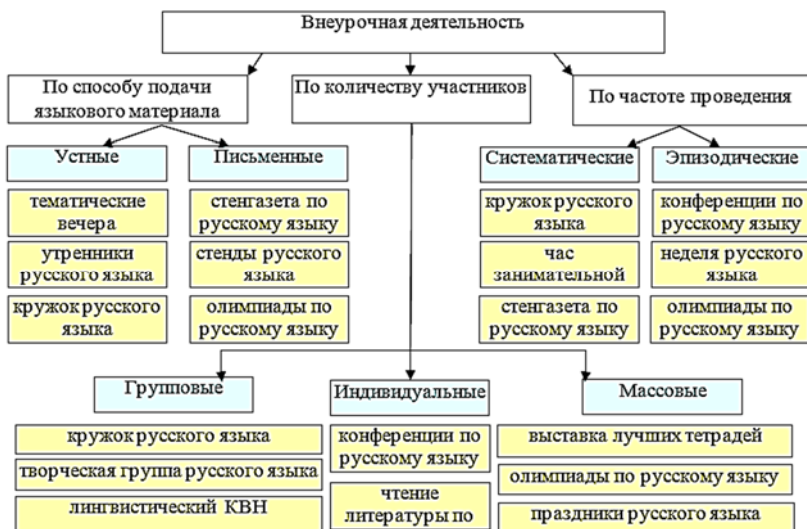 Внеурочная деятельность
По способу подачи
языкового материала
По количеству участников
По частоте проведения
Устные
Письменные
Систематические
Эпизодические
тематические
вечера
стенгазета по
русскому языку
кружок русского
языка
конференции по
русскому языку
утренники
русского языка
стенды русского
языка
час
занимательной
неделя русского
языка
кружок русского
языка
олимпиады по
русскому языку
стенгазета по
русскому языку
олимпиады по
русскому языку
Групповые
Индивидуальные
Массовые
кружок русского языка
конференции по
русскому языку
выставка лучших тетрадей
творческая группа русского языка
олимпиады по русскому языку
лингвистический КВН
чтение
литературы по
праздники русского языка